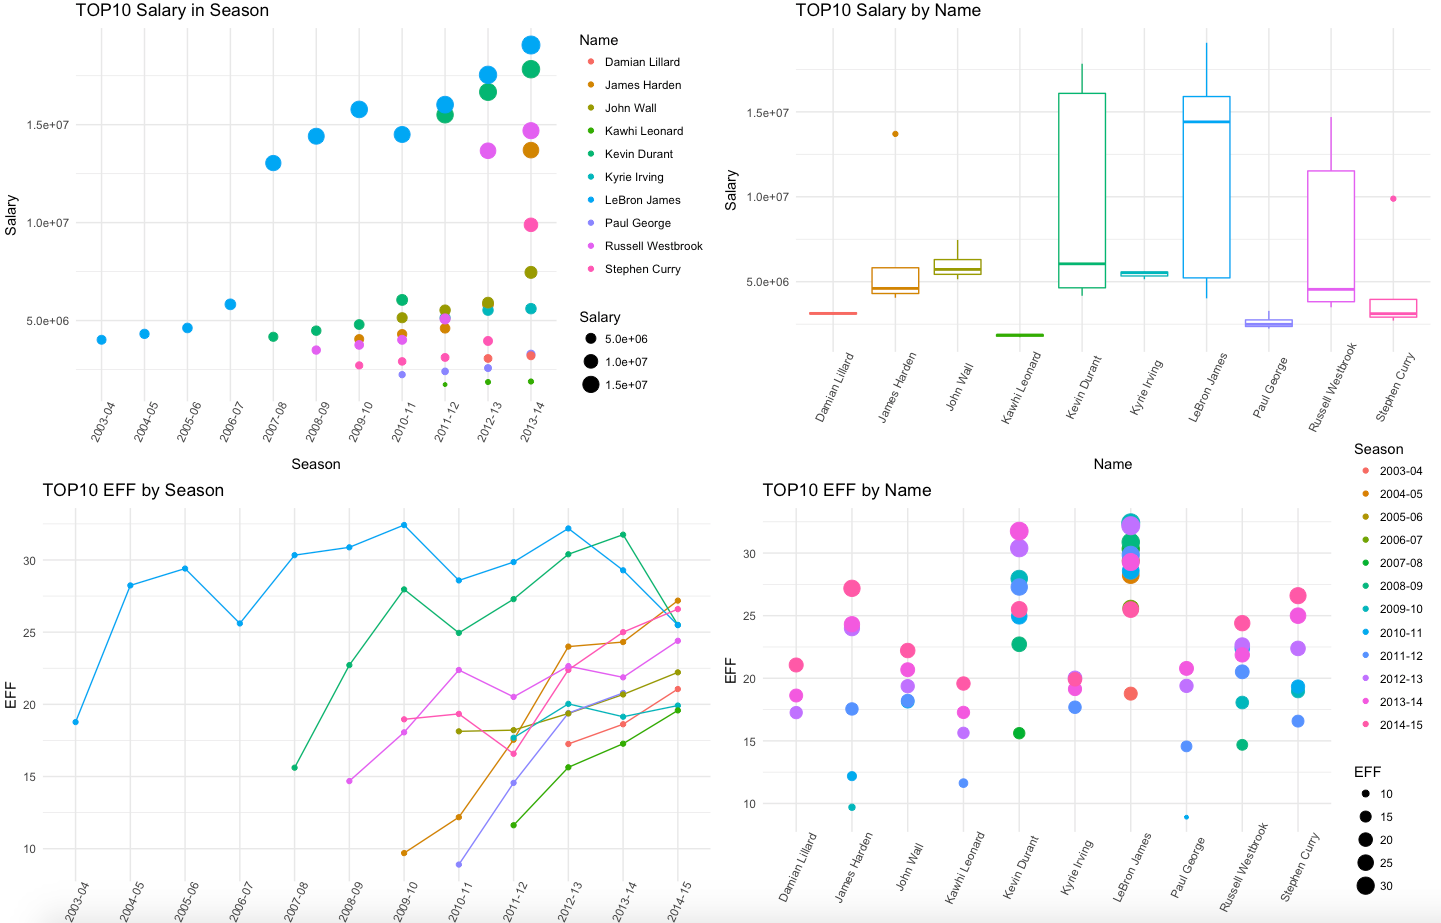 TOP10 Salary in Season
Salary
1.5e+07
1.0e+07
5.0e+06
2003-04
2004-05
2005-06
2006-07
2007-08
2008-09
2009-10
2010-11
2011-12
2012-13
2013-14
Season
Name
Damian Lillard
James Harden
John Wall
Kawhi Leonard
Kevin Durant
Kyrie Irving
LeBron James
Paul George
Russell Westbrook
Stephen Curry
Salary
5.0e+06
1.0e+07
1.5e+07
TOP10 Salary by Name
Salary
1.5e+07
1.0e+07
5.0e+06
Damian Lillard
James Harden
John Wall
Kawhi Leonard
Kevin Durant
Kyrie Irving
LeBron James
Paul George
Russell Westbrook
Stephen Curry
Name
TOP10 EFF by Season
EFF
30
25
20
15
10
2003-04
2004-05
2005-06
2006-07
2007-08
2008-09
2009-10
2010-11
2011-12
2012-13
2013-14
2014-15
TOP10 EFF by Name
EFF
30
25
20
15
10
Damian Lillard
James Harden
John Wall
Kawhi Leonard
Kevin Durant
Kyrie Irving
LeBron James
Paul George
Russell Westbrook
Stephen Curry
Season
2003-04
2004-05
2005-06
2006-07
2007-08
2008-09
2009-10
2010-11
2011-12
2012-13
2013-14
2014-15
EFF
10
15
20
25
30